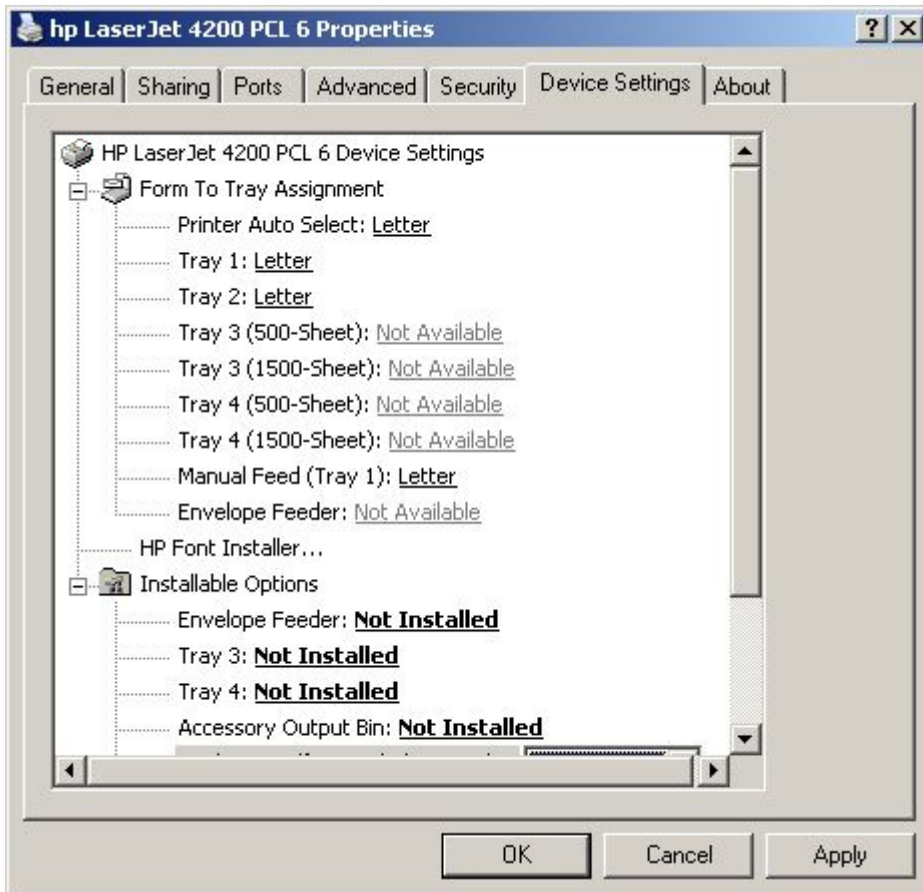 hp LaserJet 4200 PCL 6 Properties
General Sharing Ports Advanced Security Device Settings About
HP LaserJet 4200 PCL 6 Device Settings
Form To Tray Assignment
Printer Auto Select: Letter
Tray 1: Letter
Tray 2: Letter
Tray 3 (500-Sheet): Not Available
Tray 3 (1500-Sheet): Not Available
Tray 4 (500-Sheet): Not Available
Tray 4 (1500-Sheet): Not Available
Manual Feed (Tray 1): Letter
Envelope Feeder: Not Available
HP Font Installer...
Installable Options
Envelope Feeder: Not Installed
Tray 3: Not Installed
Tray 4: Not Installed
Accessory Output Bin: Not Installed
OK Cancel Apply